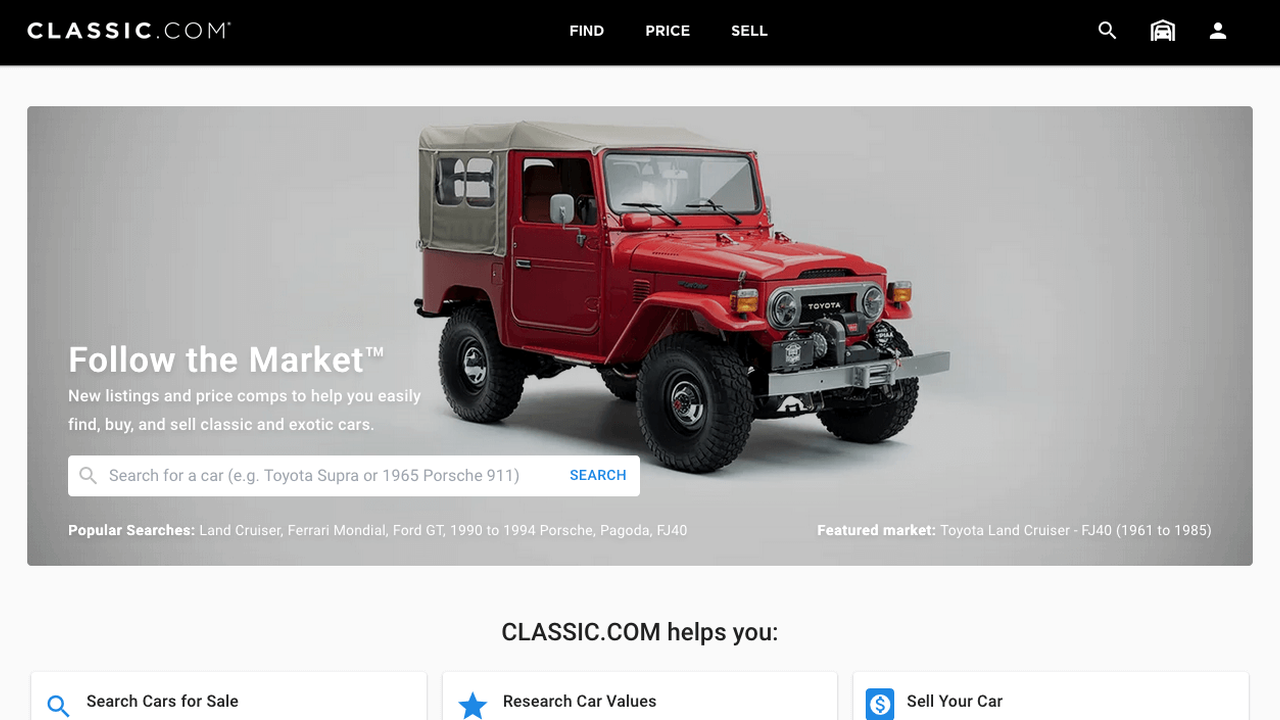 CLASSIC.COM
FIND
PRICE
SELL
TOYOTA
Follow the Market™
New listings and price comps to help you easily
find, buy, and sell classic and exotic cars.
Search for a car (e.g. Toyota Supra or 1965 Porsche 911)
SEARCH
Popular Searches: Land Cruiser, Ferrari Mondial, Ford GT, 1990 to 1994 Porsche, Pagoda, FJ40
Featured market: Toyota Land Cruiser - FJ40 (1961 to 1985)
CLASSIC.COM helps you:
Search Cars for Sale
Research Car Values
Sell Your Car